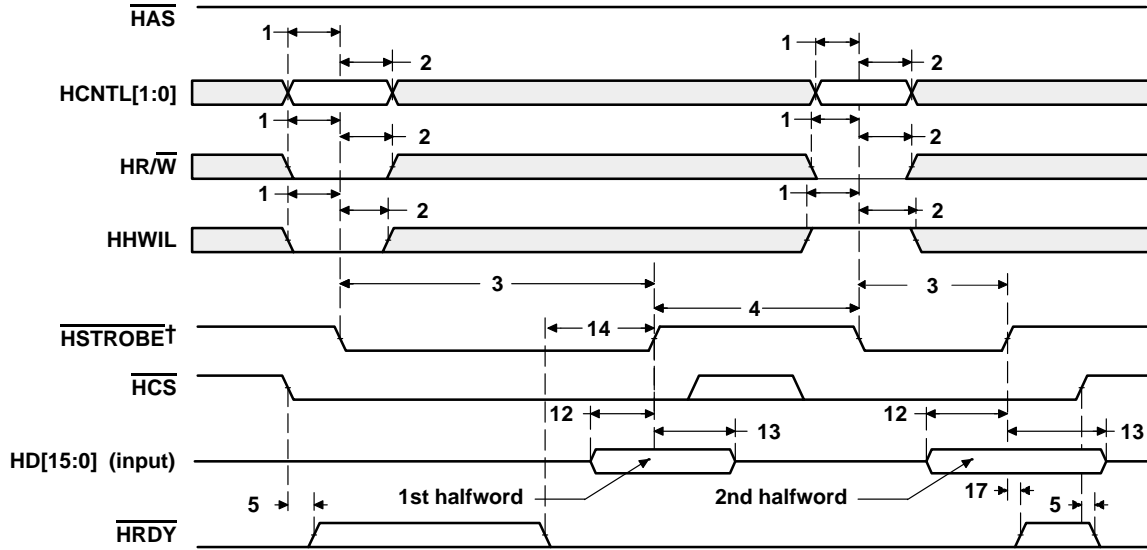 HAS
1
1
2
2
HCNTL[1:0]
1
1
2
2
HR/W
1
1
2
2
HHWIL
3
3
4
14
HSTROBE†
HCS
12
12
13
13
HD[15:0] (input)
1st halfword
2nd halfword
5
17
5
HRDY